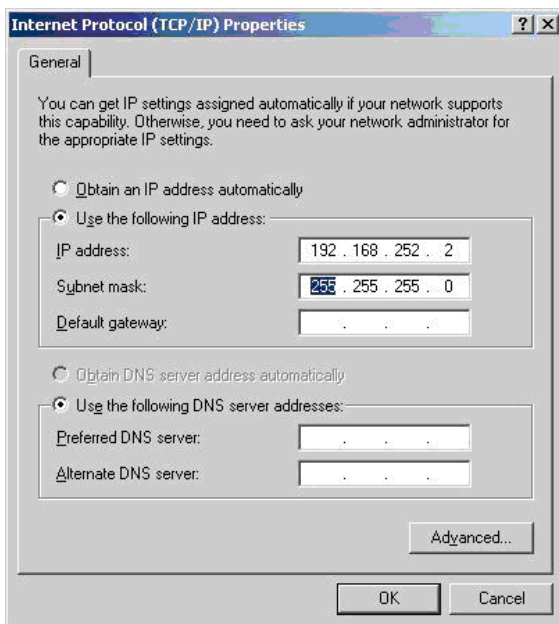 Internet Protocol (TCP/IP) Properties
General
You can get IP settings assigned automatically if your network supports
this capability. Otherwise, you need to ask your network administrator for
the appropriate IP settings.
Obtain an IP address automatically
Use the following IP address:
IP address: 192 . 168 . 252 . 2
Subnet mask: 255 . 255 . 255 . 0
Default gateway: . . .
Obtain DNS server address automatically
Use the following DNS server addresses:
Preferred DNS server: . . .
Alternate DNS server: . . .
Advanced...
OK Cancel